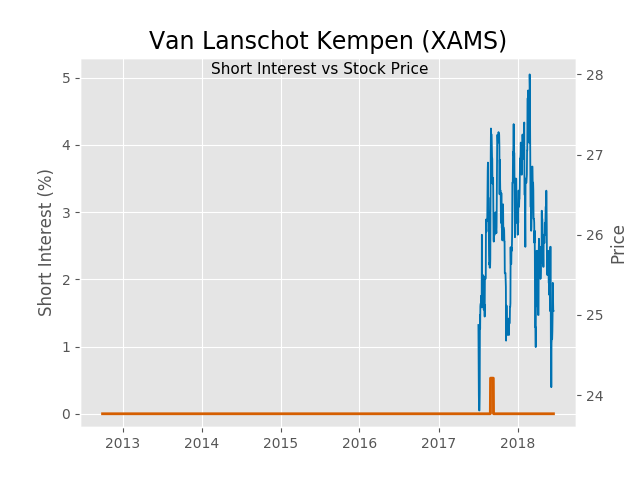 Van Lanschot Kempen (XAMS)
Short Interest vs Stock Price
Short Interest (%)
5
4
3
2
1
0
28
27
26
25
24
Price
2013 2014 2015 2016 2017 2018